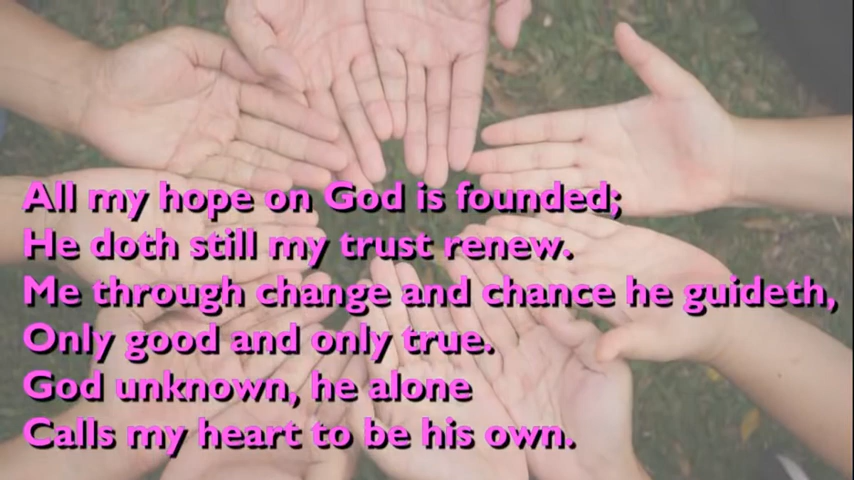 All my hope on God is founded;
He doth still my trust renew.
Me through change and chance he guideth,
Only good and only true.
God unknown, he alone
Calls my heart to be his own.